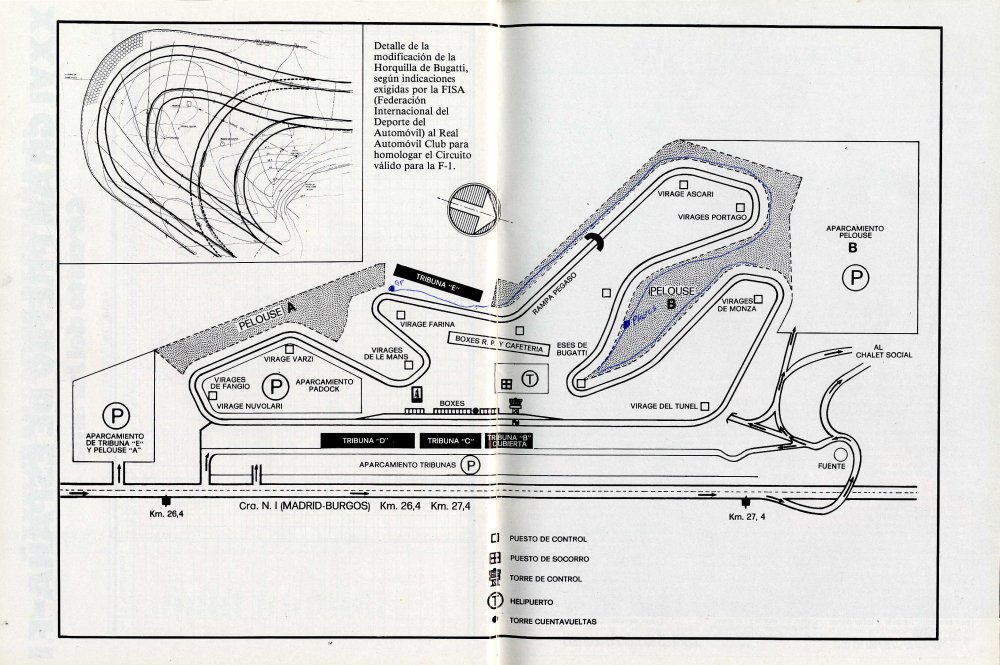 Detalle de la
modificación de la
Horquilla de Bugatti,
según indicaciones
exigidas por la FISA
(Federación
Internacional del
Deporte del
Automóvil) al Real
Automóvil Club para
homologar el Circuito
válido para la F-1.
VIRAGE ASCARI
VIRAGES PORTAGO
APARCAMIENTO
PELOUSE
B
P
TRIBUNA "E"
RAMPA PEGASO
PELOUSE
B
VIRAGES
DE MONZA
PELOUSE A
VIRAGE FARINA
BOXES R. P. Y CAFETERIA
ESES DE
BUGATTI
VIRAGES
DE LE MANS
VIRAGE VARZI
AL
CHALET SOCIAL
VIRAGES
DE FANGIO
P
APARCAMIENTO
PADOCK
T
VIRAGE NUVOLARI
BOXES
VIRAGE DEL TUNEL
P
APARCAMIENTO
DE TRIBUNA "E"
Y PELOUSE "A"
TRIBUNA "D"
TRIBUNA "C"
TRIBUNA "B"
CUBIERTA
APARCAMIENTO TRIBUNAS P
FUENTE
Km. 26,4
Cra. N. I (MADRID-BURGOS) Km. 26,4 Km. 27,4
Km. 27, 4
PUESTO DE CONTROL
PUESTO DE SOCORRO
TORRE DE CONTROL
T HELIPUERTO
TORRE CUENTAVUELTAS